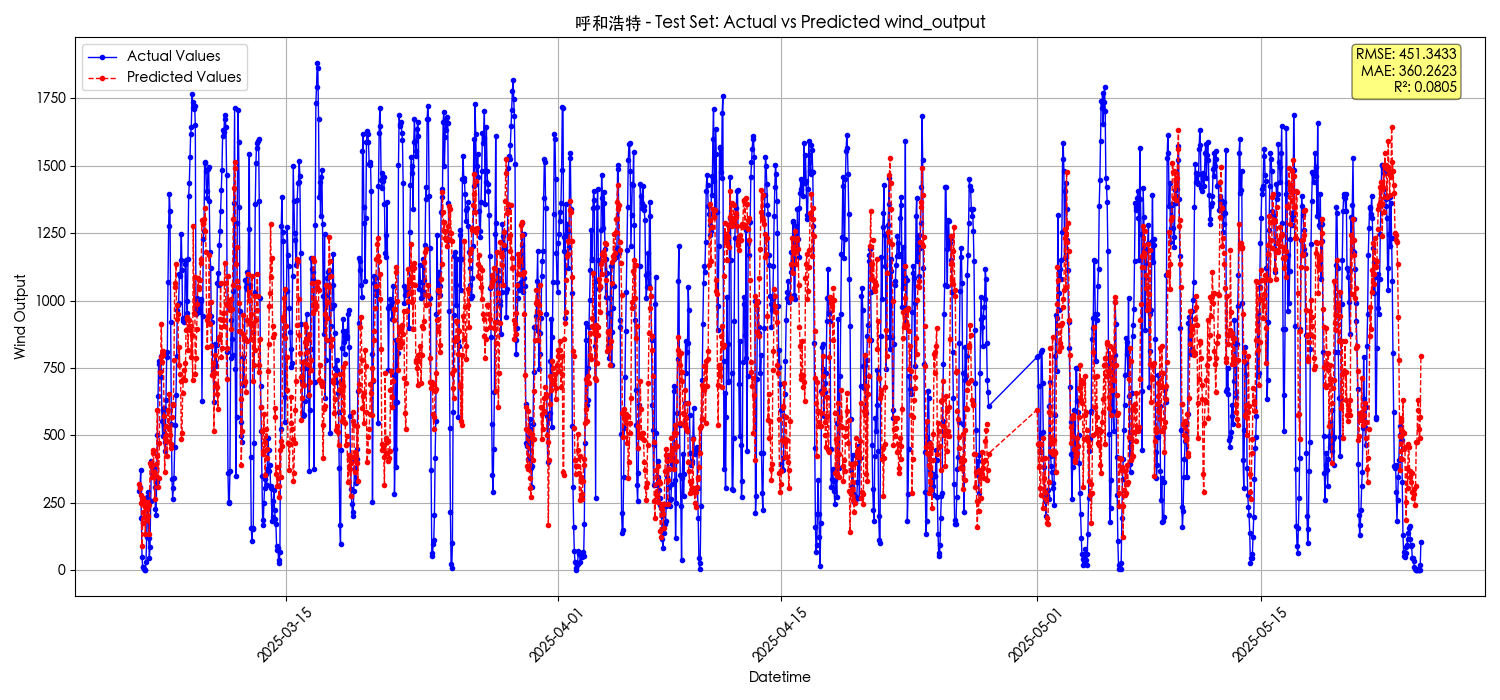 呼和浩特 - Test Set: Actual vs Predicted wind_output
Actual Values
Predicted Values
RMSE: 451.3433
MAE: 360.2623
R²: 0.0805
Wind Output
1750
1500
1250
1000
750
500
250
0
2025-03-15
2025-04-01
2025-04-15
2025-05-01
2025-05-15
Datetime